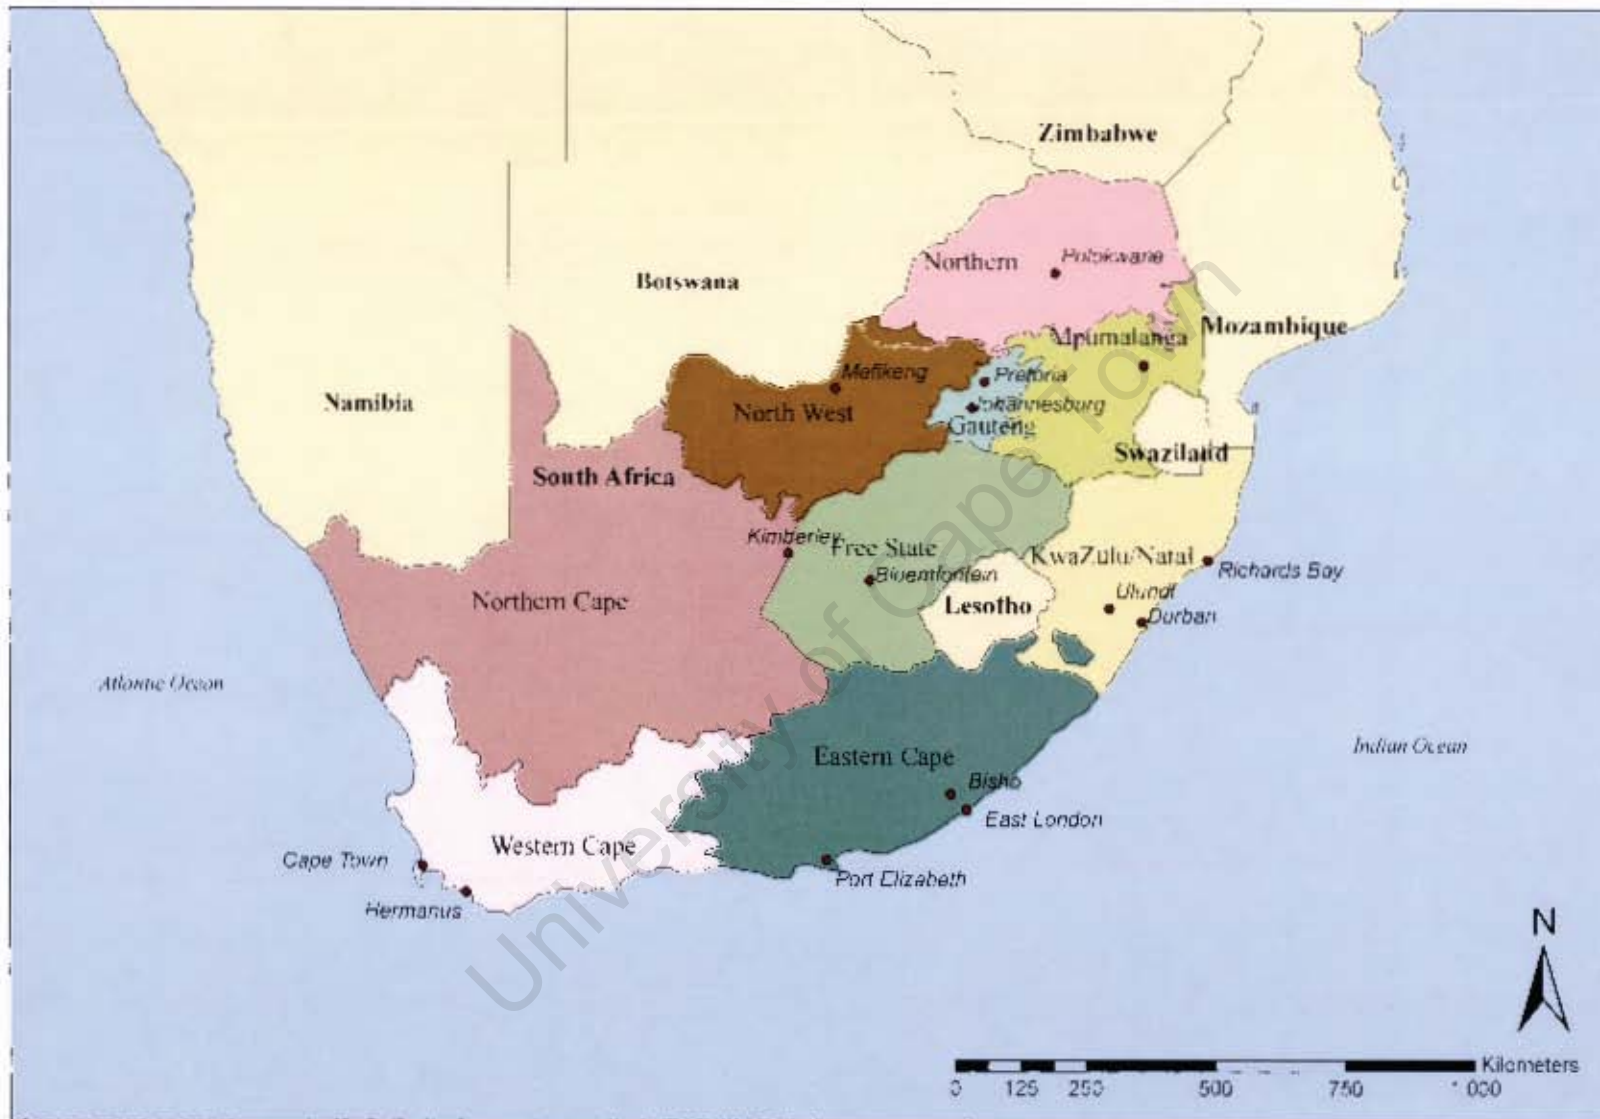 Zimbabwe
Northern
Polokwane
Botswana
Mozambique
Mpumalanga
Mafikeng
Pretoria
Namibia
North West
Johannesburg
Gauteng
Swaziland
South Africa
Kimberley
Free State
KwaZulu/Natal
Richards Bay
Bloemfontein
Northern Cape
Lesotho
Ulundi
Durban
Atlantic Ocean
Indian Ocean
Eastern Cape
Bisho
East London
Western Cape
Cape Town
Port Elizabeth
Hermanus
University of Cape Town
N
Kilometers
0 125 250 500 750 1 000